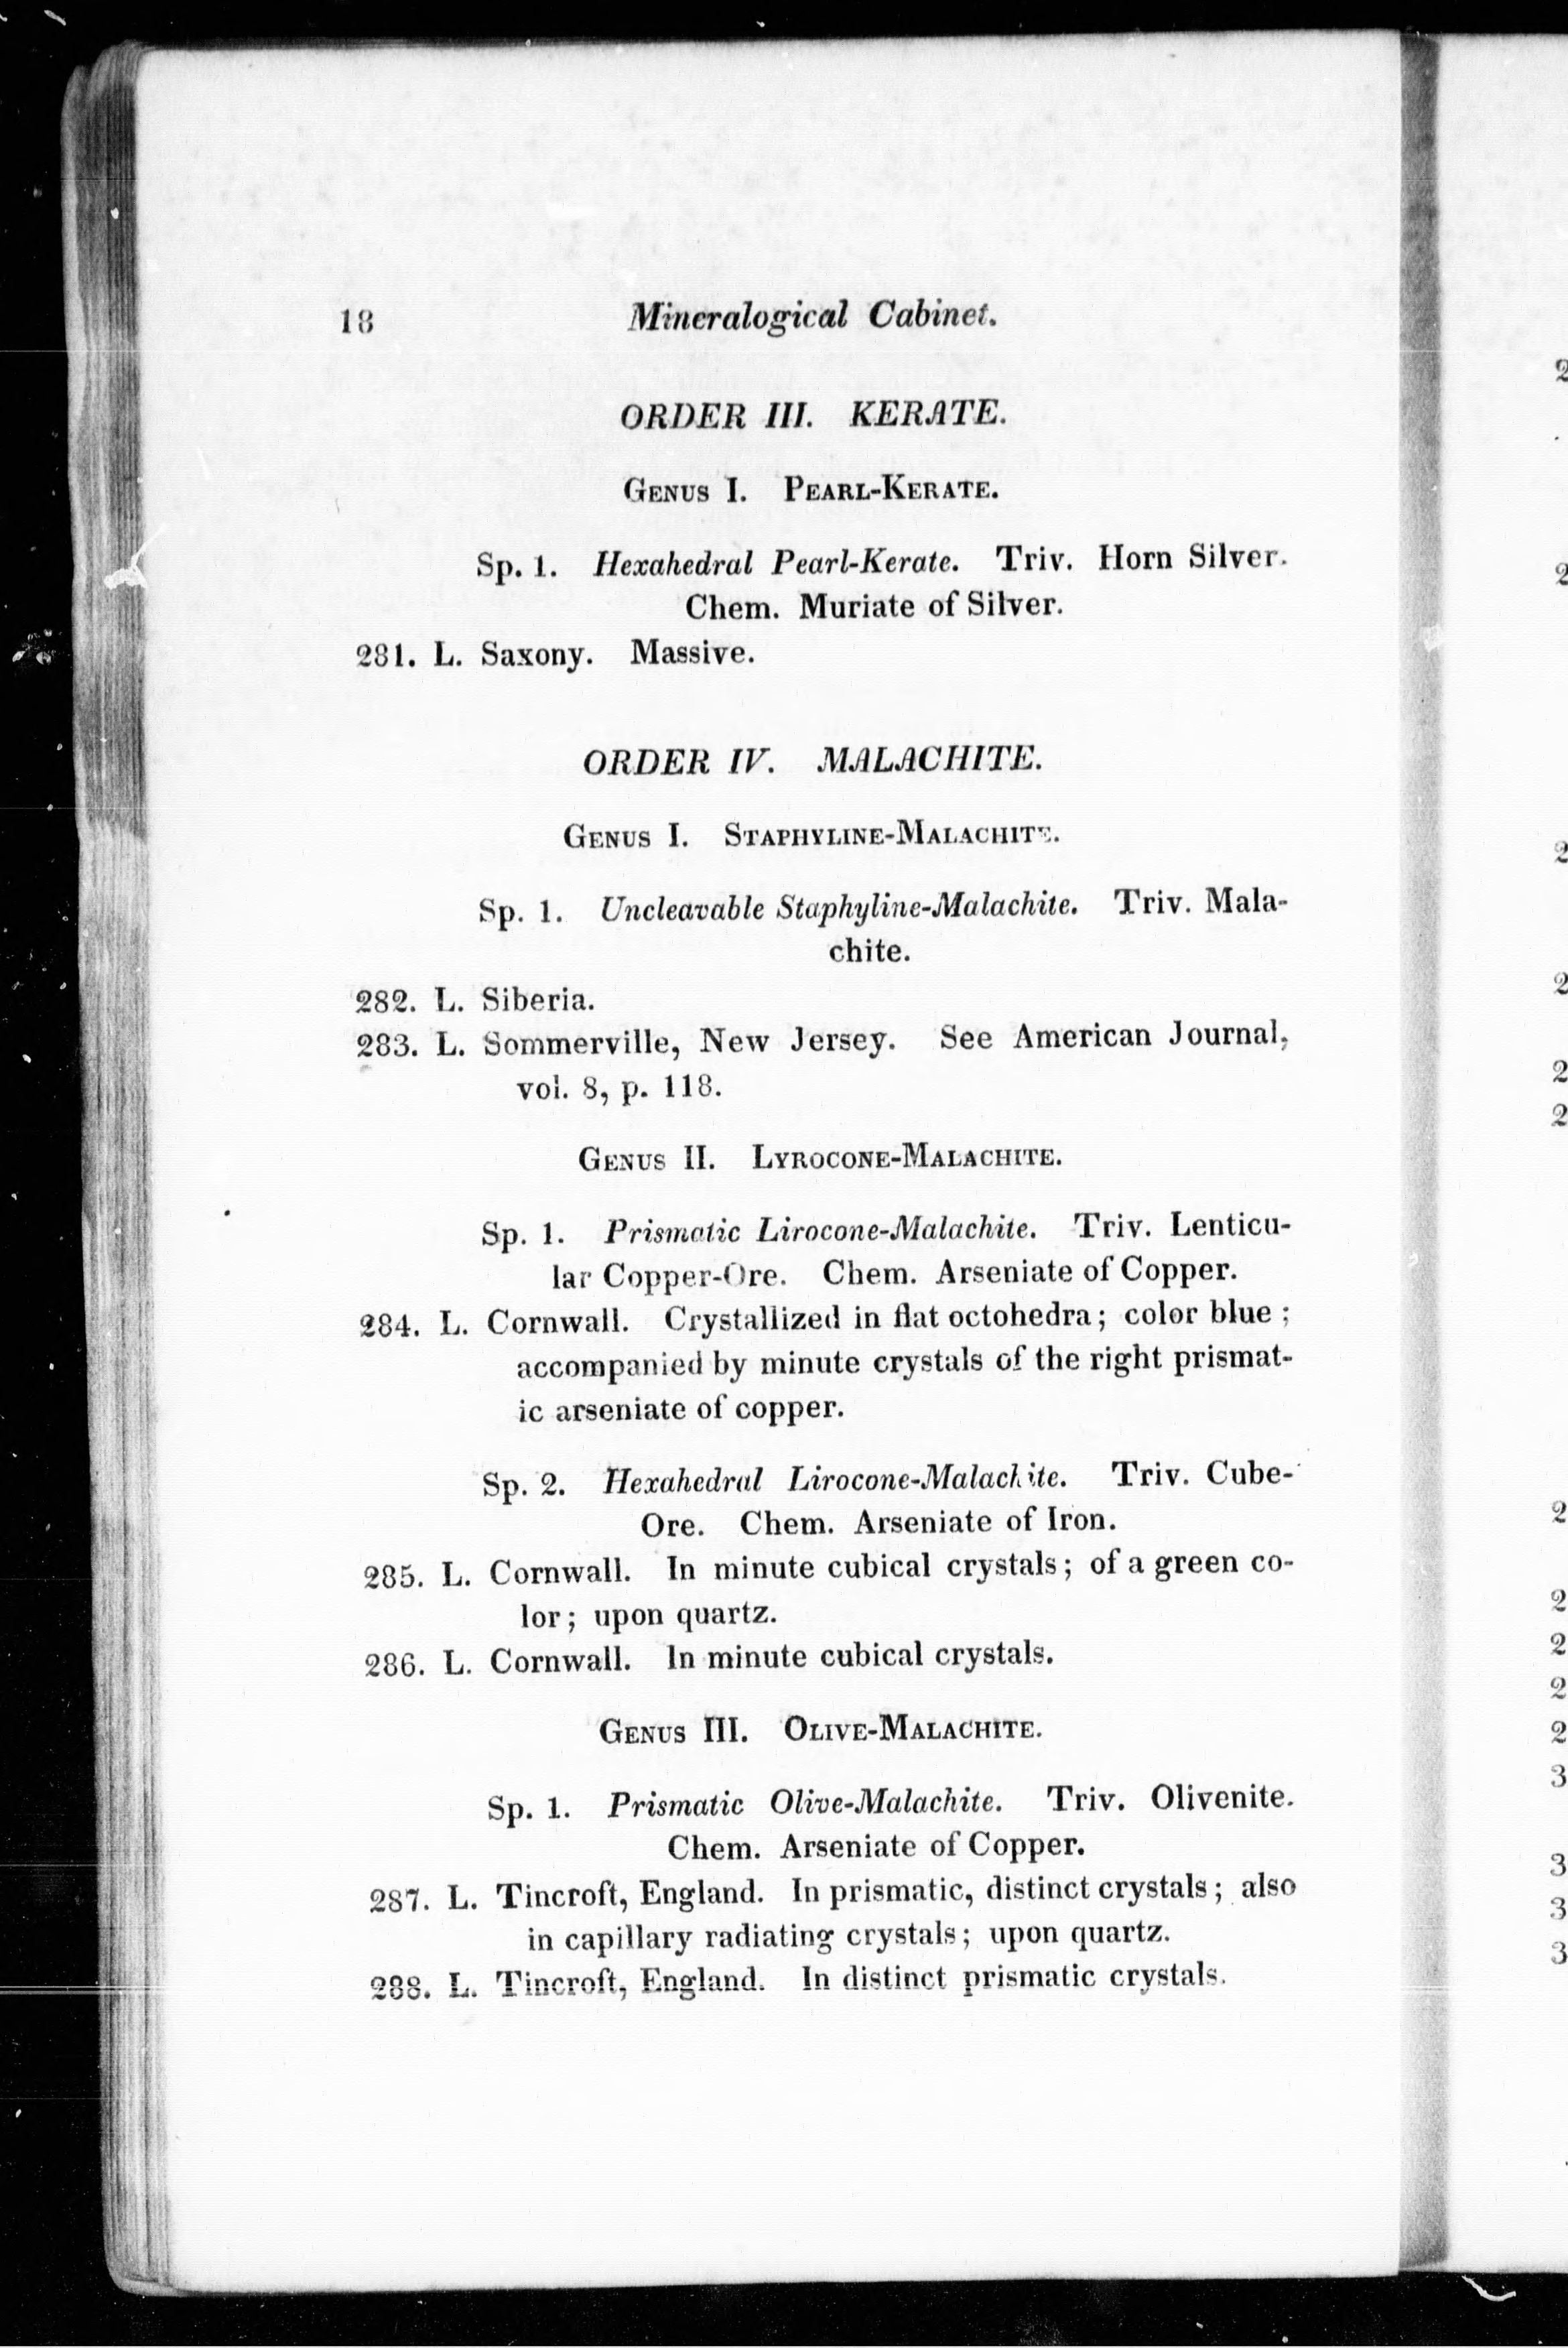 18 Mineralogical Cabinet.
ORDER III. KERATE.
GENUS I. PEARL-KERATE.
Sp. 1. Hexahedral Pearl-Kerate. Triv. Horn Silver.
Chem. Muriate of Silver.
281. L. Saxony. Massive.
ORDER IV. MALACHITE.
GENUS I. STAPHYLINE-MALACHITE.
Sp. 1. Uncleavable Staphyline-Malachite. Triv. Mala-
chite.
282. L. Siberia.
283. L. Sommerville, New Jersey. See American Journal,
vol. 8, p. 118.
GENUS II. LYROCONE-MALACHITE.
Sp. 1. Prismatic Lirocone-Malachite. Triv. Lenticu-
lar Copper-Ore. Chem. Arseniate of Copper.
284. L. Cornwall. Crystallized in flat octohedra; color blue;
accompanied by minute crystals of the right prismat-
ic arseniate of copper.
Sp. 2. Hexahedral Lirocone-Malachite. Triv. Cube-
Ore. Chem. Arseniate of Iron.
285. L. Cornwall. In minute cubical crystals; of a green co-
lor; upon quartz.
286. L. Cornwall. In minute cubical crystals.
GENUS III. OLIVE-MALACHITE.
Sp. 1. Prismatic Olive-Malachite. Triv. Olivenite.
Chem. Arseniate of Copper.
287. L. Tincroft, England. In prismatic, distinct crystals; also
in capillary radiating crystals; upon quartz.
288. L. Tincroft, England. In distinct prismatic crystals.